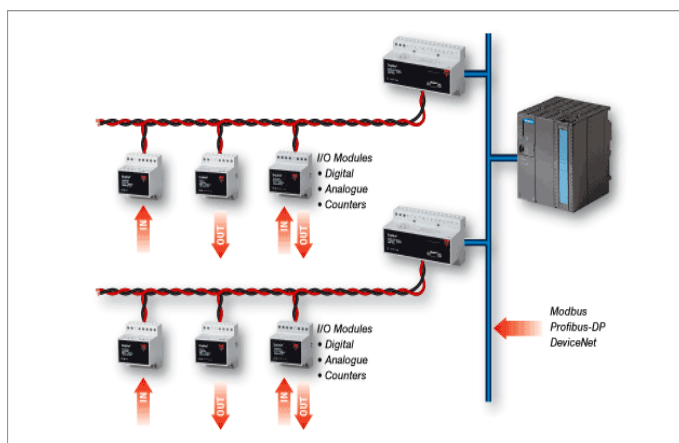 I/O Modules
• Digital
• Analogue
• Counters
IN
OUT
IN
OUT
I/O Modules
• Digital
• Analogue
• Counters
IN
OUT
IN
OUT
Modbus
Profibus-DP
DeviceNet